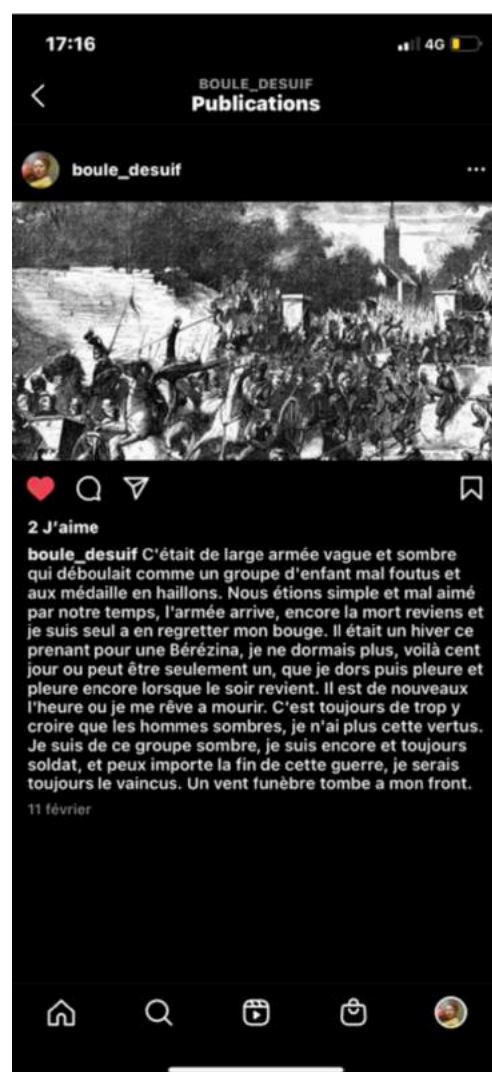 17:16
4G
BOULE_DESUIF
Publications
boule_desuif
2 J'aime
boule_desuif C'était de large armée vague et sombre
qui déboulait comme un groupe d'enfant mal foutus et
aux médaille en haillons. Nous étions simple et mal aimé
par notre temps, l'armée arrive, encore la mort reviens et
je suis seul a en regretter mon bouge. Il était un hiver ce
prenant pour une Bérézina, je ne dormais plus, voilà cent
jour ou peut être seulement un, que je dors puis pleure et
pleure encore lorsque le soir revient. Il est de nouveaux
l'heure ou je me rêve a mourir. C'est toujours de trop y
croire que les hommes sombres, je n'ai plus cette vertus.
Je suis de ce groupe sombre, je suis encore et toujours
soldat, et peux importe la fin de cette guerre, je serais
toujours le vaincus. Un vent funèbre tombe a mon front.
11 février